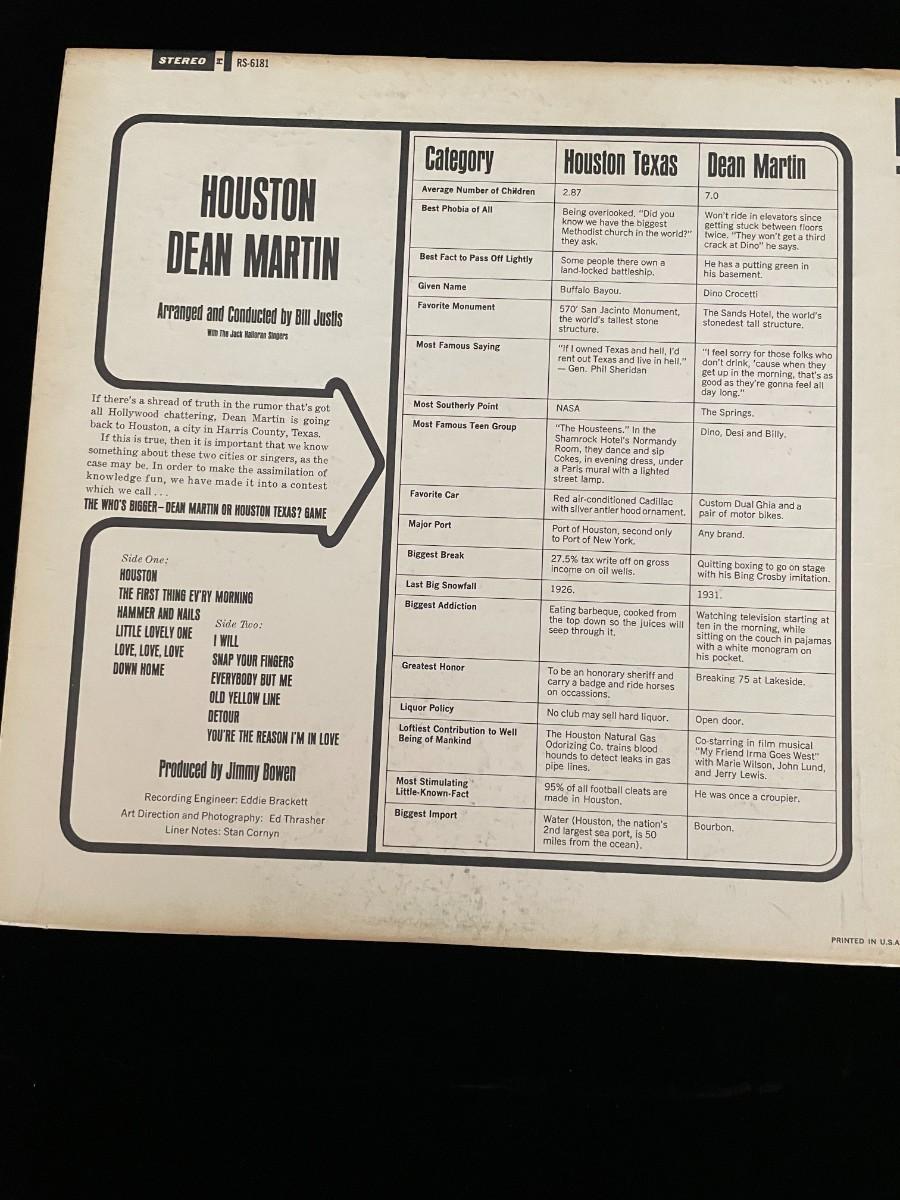 STEREO R RS-6181
HOUSTON
DEAN MARTIN
Arranged and Conducted by Bill Justis
With The Jack Halloran Singers
If there's a shread of truth in the rumor that's got
all Hollywood chattering, Dean Martin is going
back to Houston, a city in Harris County, Texas.
If this is true, then it is important that we know
something about these two cities or singers, as the
case may be. In order to make the assimilation of
knowledge fun, we have made it into a contest
which we call . . .
THE WHO'S BIGGER—DEAN MARTIN OR HOUSTON TEXAS? GAME
Side One:
HOUSTON
THE FIRST THING EV'RY MORNING
HAMMER AND NAILS
LITTLE LOVELY ONE
LOVE, LOVE, LOVE
DOWN HOME
Side Two:
I WILL
SNAP YOUR FINGERS
EVERYBODY BUT ME
OLD YELLOW LINE
DETOUR
YOU'RE THE REASON I'M IN LOVE
Produced by Jimmy Bowen
Recording Engineer: Eddie Brackett
Art Direction and Photography: Ed Thrasher
Liner Notes: Stan Cornyn
Category Houston Texas Dean Martin
Average Number of Children 2.87 7.0
Best Phobia of All
Being overlooked. "Did you
know we have the biggest
Methodist church in the world?"
they ask.
Won't ride in elevators since
getting stuck between floors
twice. "They won't get a third
crack at Dino" he says.
Best Fact to Pass Off Lightly
Some people there own a
land-locked battleship.
He has a putting green in
his basement.
Given Name Buffalo Bayou. Dino Crocetti
Favorite Monument
570' San Jacinto Monument,
the world's tallest stone
structure.
The Sands Hotel, the world's
stonedest tall structure.
Most Famous Saying
"If I owned Texas and hell, I'd
rent out Texas and live in hell."
— Gen. Phil Sheridan
"I feel sorry for those folks who
don't drink, 'cause when they
get up in the morning, that's as
good as they're gonna feel all
day long."
Most Southerly Point NASA The Springs.
Most Famous Teen Group
"The Housteens." In the
Shamrock Hotel's Normandy
Room, they dance and sip
Cokes, in evening dress, under
a Paris mural with a lighted
street lamp.
Dino, Desi and Billy.
Favorite Car
Red air-conditioned Cadillac
with silver antler hood ornament.
Custom Dual Ghia and a
pair of motor bikes.
Major Port
Port of Houston, second only
to Port of New York.
Any brand.
Biggest Break
27.5% tax write off on gross
income on oil wells.
Quitting boxing to go on stage
with his Bing Crosby imitation.
Last Big Snowfall 1926. 1931.
Biggest Addiction
Eating barbeque, cooked from
the top down so the juices will
seep through it.
Watching television starting at
ten in the morning, while
sitting on the couch in pajamas
with a white monogram on
his pocket.
Greatest Honor
To be an honorary sheriff and
carry a badge and ride horses
on occassions.
Breaking 75 at Lakeside.
Liquor Policy No club may sell hard liquor. Open door.
Loftiest Contribution to Well
Being of Mankind
The Houston Natural Gas
Odorizing Co. trains blood
hounds to detect leaks in gas
pipe lines.
Co-starring in film musical
"My Friend Irma Goes West"
with Marie Wilson, John Lund,
and Jerry Lewis.
Most Stimulating
Little-Known-Fact
95% of all football cleats are
made in Houston.
He was once a croupier.
Biggest Import
Water (Houston, the nation's
2nd largest sea port, is 50
miles from the ocean).
Bourbon.
PRINTED IN U.S.A